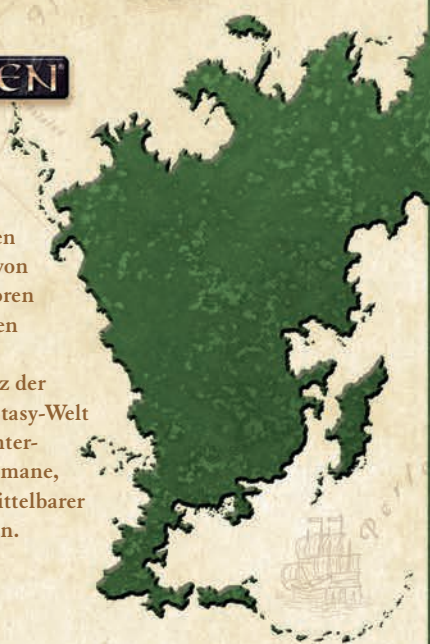 EN
en
von
oren
en
z der
tasy-Welt
nter-
mane,
ittelbarer
n.